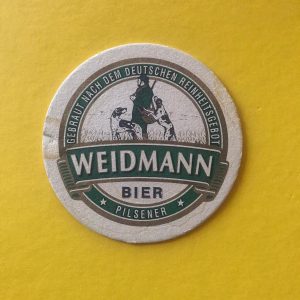 GEBRAUT NACH DEM DEUTSCHEN REINHEITSGEBOT
WEIDMANN
BIER
PILSENER